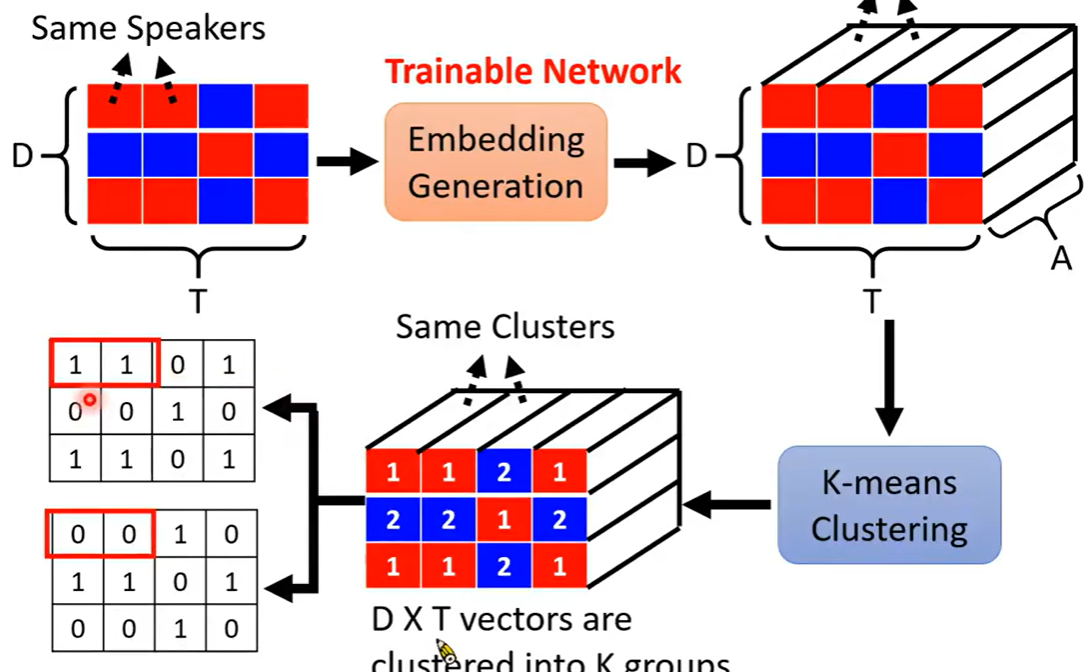 Same Speakers
Trainable Network
D
Embedding
Generation
D
T
T
A
Same Clusters
1 1 0 1
0 0 1 0
1 1 0 1
1 1 2 1
2 2 1 2
1 1 2 1
K-means
Clustering
0 0 1 0
1 1 0 1
0 0 1 0
D X T vectors are
clustered into K groups